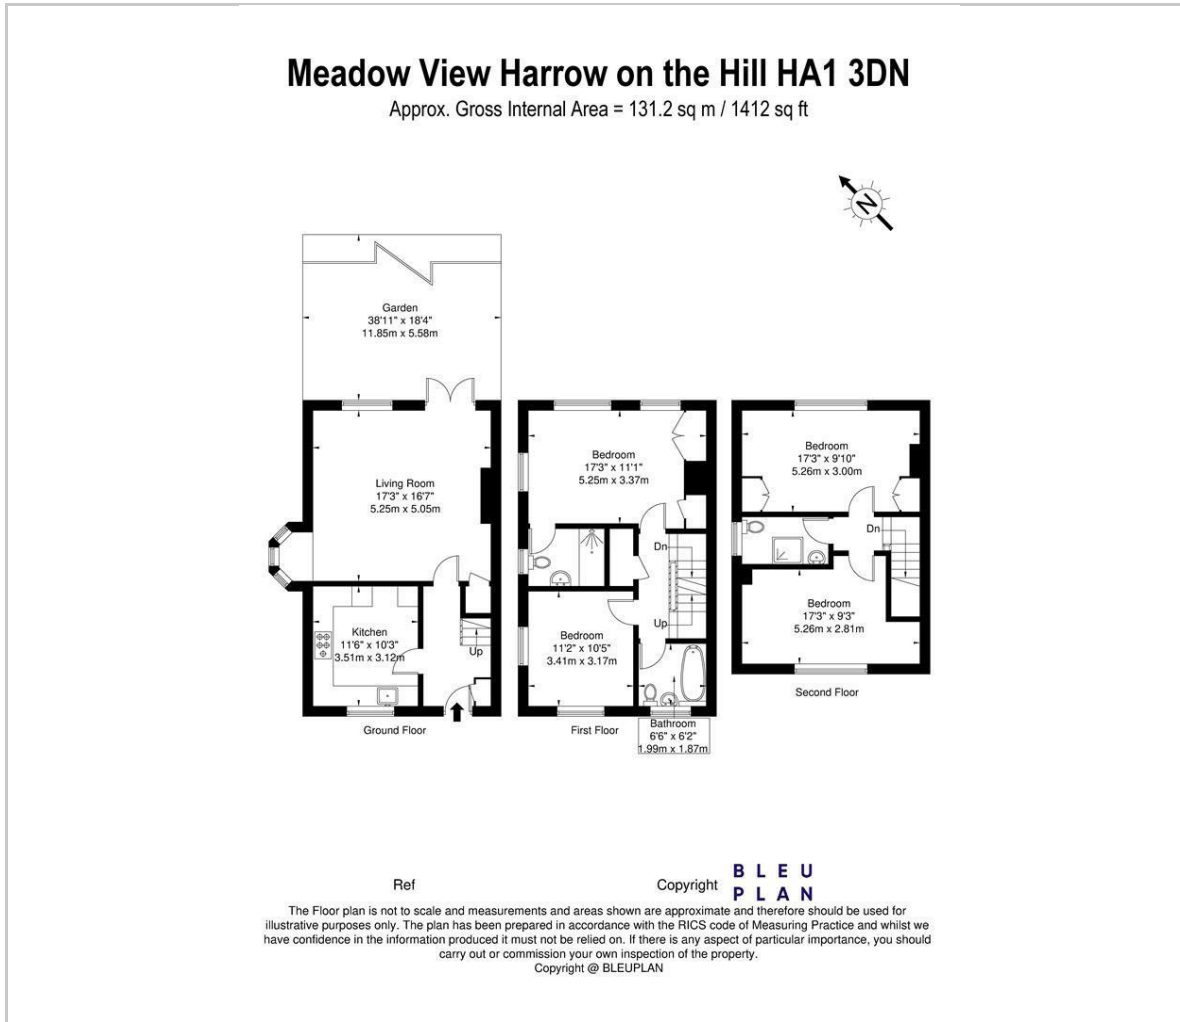 Meadow View Harrow on the Hill HA1 3DN
Approx. Gross Internal Area = 131.2 sq m / 1412 sq ft
N
Garden
38'11" x 18'4"
11.85m x 5.58m
Living Room
17'3" x 16'7"
5.25m x 5.05m
Kitchen
11'6" x 10'3"
3.51m x 3.12m
Up
Ground Floor
Bedroom
17'3" x 11'1"
5.25m x 3.37m
Dn
Up
Bedroom
11'2" x 10'5"
3.41m x 3.17m
Bathroom
6'6" x 6'2"
1.99m x 1.87m
First Floor
Bedroom
17'3" x 9'10"
5.26m x 3.00m
Dn
Bedroom
17'3" x 9'3"
5.26m x 2.81m
Second Floor
Ref
Copyright
BLEU
PLAN
The Floor plan is not to scale and measurements and areas shown are approximate and therefore should be used for
illustrative purposes only. The plan has been prepared in accordance with the RICS code of Measuring Practice and whilst we
have confidence in the information produced it must not be relied on. If there is any aspect of particular importance, you should
carry out or commission your own inspection of the property.
Copyright @ BLEUPLAN